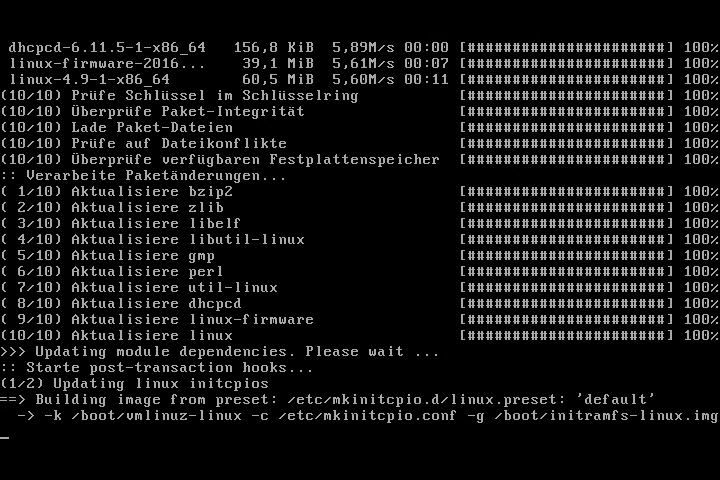 dhcpcd-6.11.5-1-x86_64   156,8 KiB  5,89M/s 00:00 [######################] 100%
linux-firmware-2016...    39,1 MiB  5,61M/s 00:07 [######################] 100%
linux-4.9-1-x86_64        60,5 MiB  5,60M/s 00:11 [######################] 100%
(10/10) Prüfe Schlüssel im Schlüsselring           [######################] 100%
(10/10) Überprüfe Paket-Integrität                 [######################] 100%
(10/10) Lade Paket-Dateien                         [######################] 100%
(10/10) Prüfe auf Dateikonflikte                   [######################] 100%
(10/10) Überprüfe verfügbaren Festplattenspeicher  [######################] 100%
:: Verarbeite Paketänderungen...
( 1/10) Aktualisiere bzip2                         [######################] 100%
( 2/10) Aktualisiere zlib                          [######################] 100%
( 3/10) Aktualisiere libelf                        [######################] 100%
( 4/10) Aktualisiere libutil-linux                 [######################] 100%
( 5/10) Aktualisiere gmp                           [######################] 100%
( 6/10) Aktualisiere perl                          [######################] 100%
( 7/10) Aktualisiere util-linux                    [######################] 100%
( 8/10) Aktualisiere dhcpcd                        [######################] 100%
( 9/10) Aktualisiere linux-firmware                [######################] 100%
(10/10) Aktualisiere linux                         [######################] 100%
>>> Updating module dependencies. Please wait ...
:: Starte post-transaction hooks...
(1/2) Updating linux initcpios
==> Building image from preset: /etc/mkinitcpio.d/linux.preset: 'default'
  -> -k /boot/vmlinuz-linux -c /etc/mkinitcpio.conf -g /boot/initramfs-linux.img
_